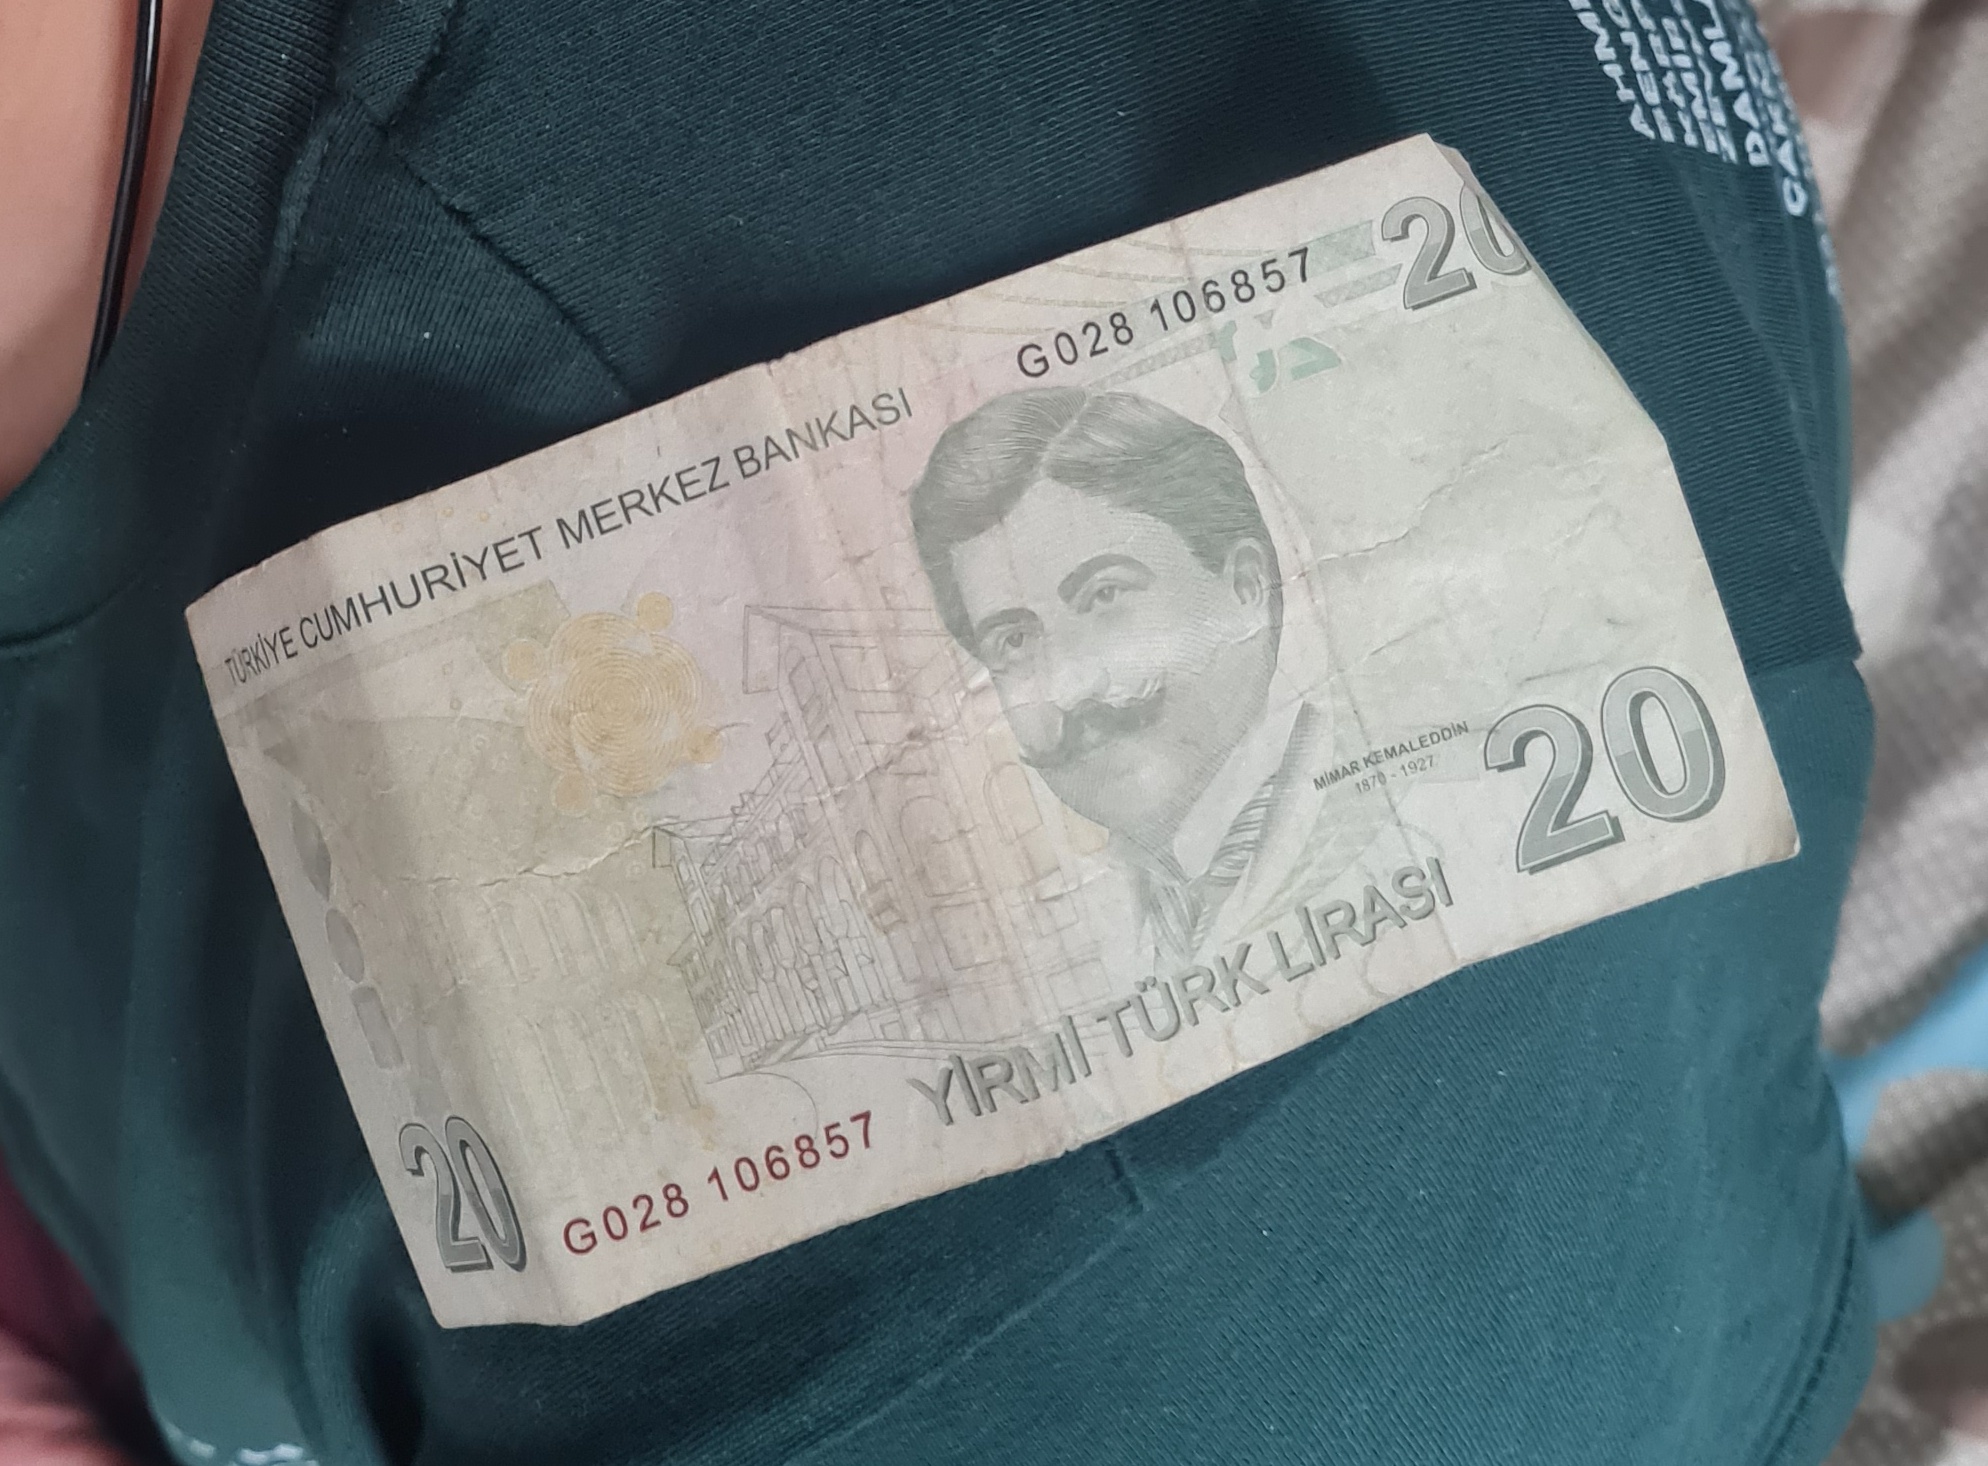 20
G028 106857
TÜRKİYE CUMHURİYET MERKEZ BANKASI
MİMAR KEMALEDDİN
1870 - 1927
20
YİRMİ TÜRK LİRASI
20
G028 106857